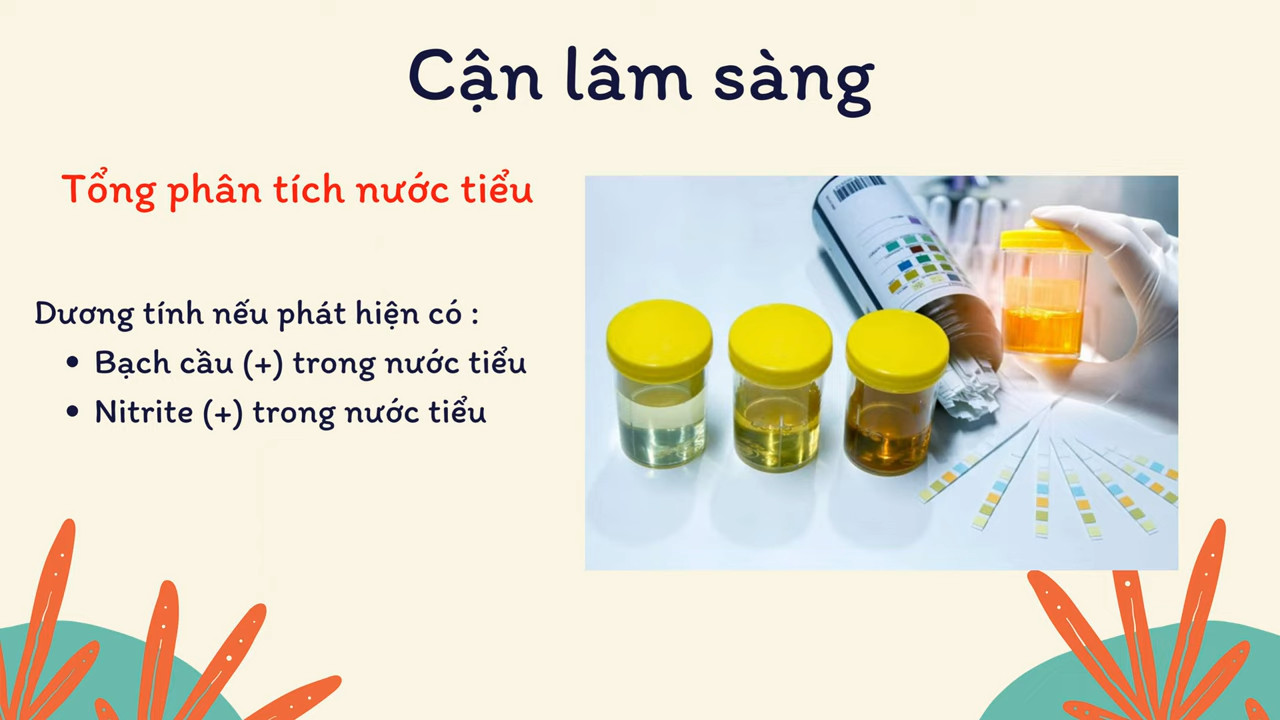 Cận lâm sàng
Tổng phân tích nước tiểu
Dương tính nếu phát hiện có :
• Bạch cầu (+) trong nước tiểu
• Nitrite (+) trong nước tiểu